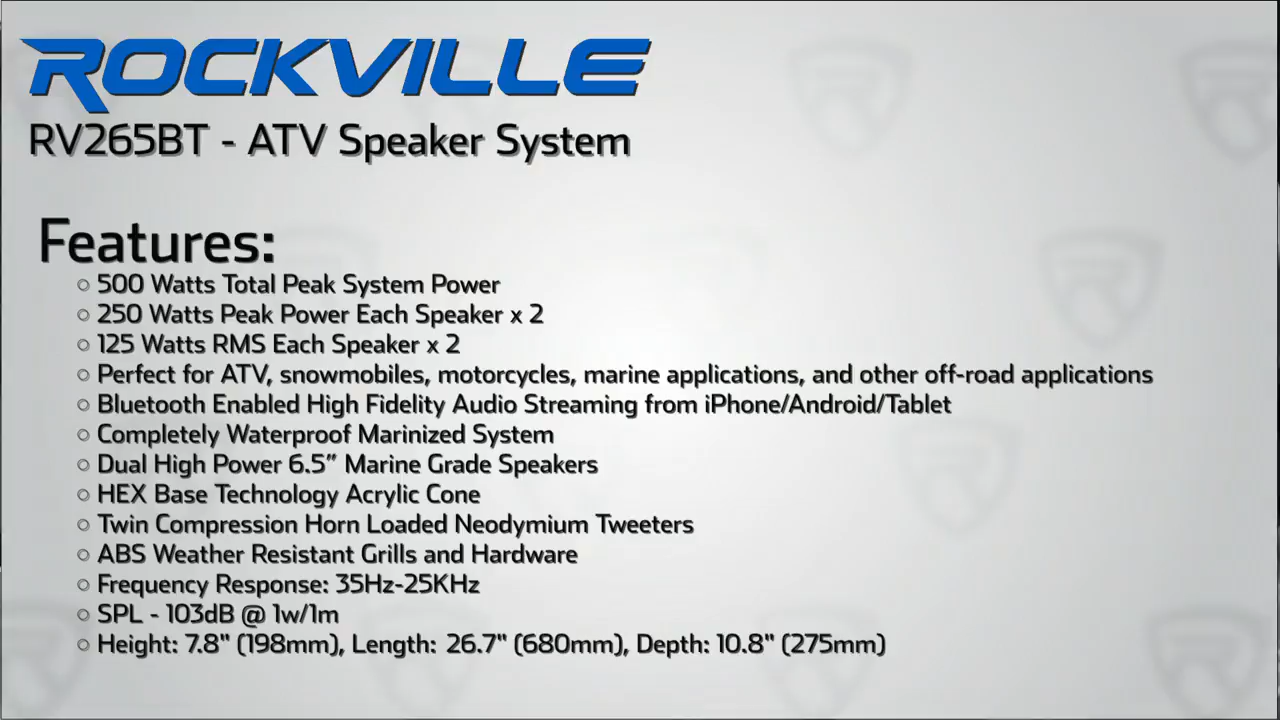 ROCKVILLE
RV265BT - ATV Speaker System
Features:
500 Watts Total Peak System Power
250 Watts Peak Power Each Speaker x 2
125 Watts RMS Each Speaker x 2
Perfect for ATV, snowmobiles, motorcycles, marine applications, and other off-road applications
Bluetooth Enabled High Fidelity Audio Streaming from iPhone/Android/Tablet
Completely Waterproof Marinized System
Dual High Power 6.5” Marine Grade Speakers
HEX Base Technology Acrylic Cone
Twin Compression Horn Loaded Neodymium Tweeters
ABS Weather Resistant Grills and Hardware
Frequency Response: 35Hz-25KHz
SPL - 103dB @ 1w/1m
Height: 7.8" (198mm), Length: 26.7" (680mm), Depth: 10.8" (275mm)